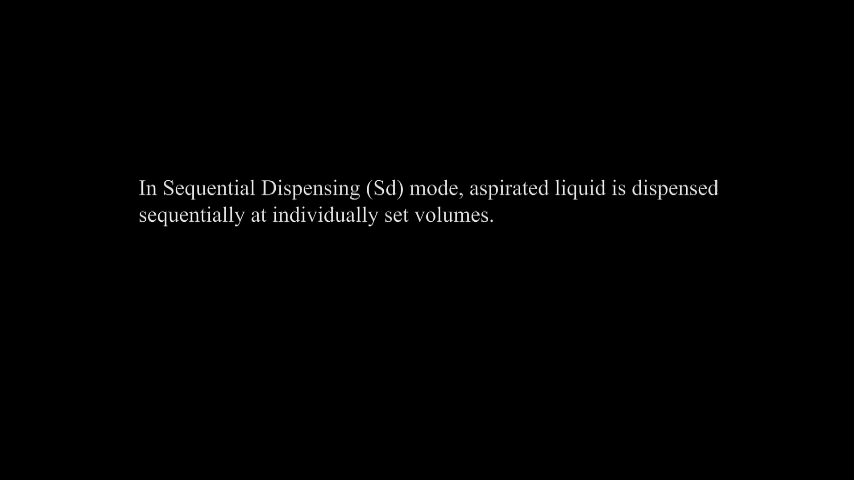 In Sequential Dispensing (Sd) mode, aspirated liquid is dispensed
sequentially at individually set volumes.